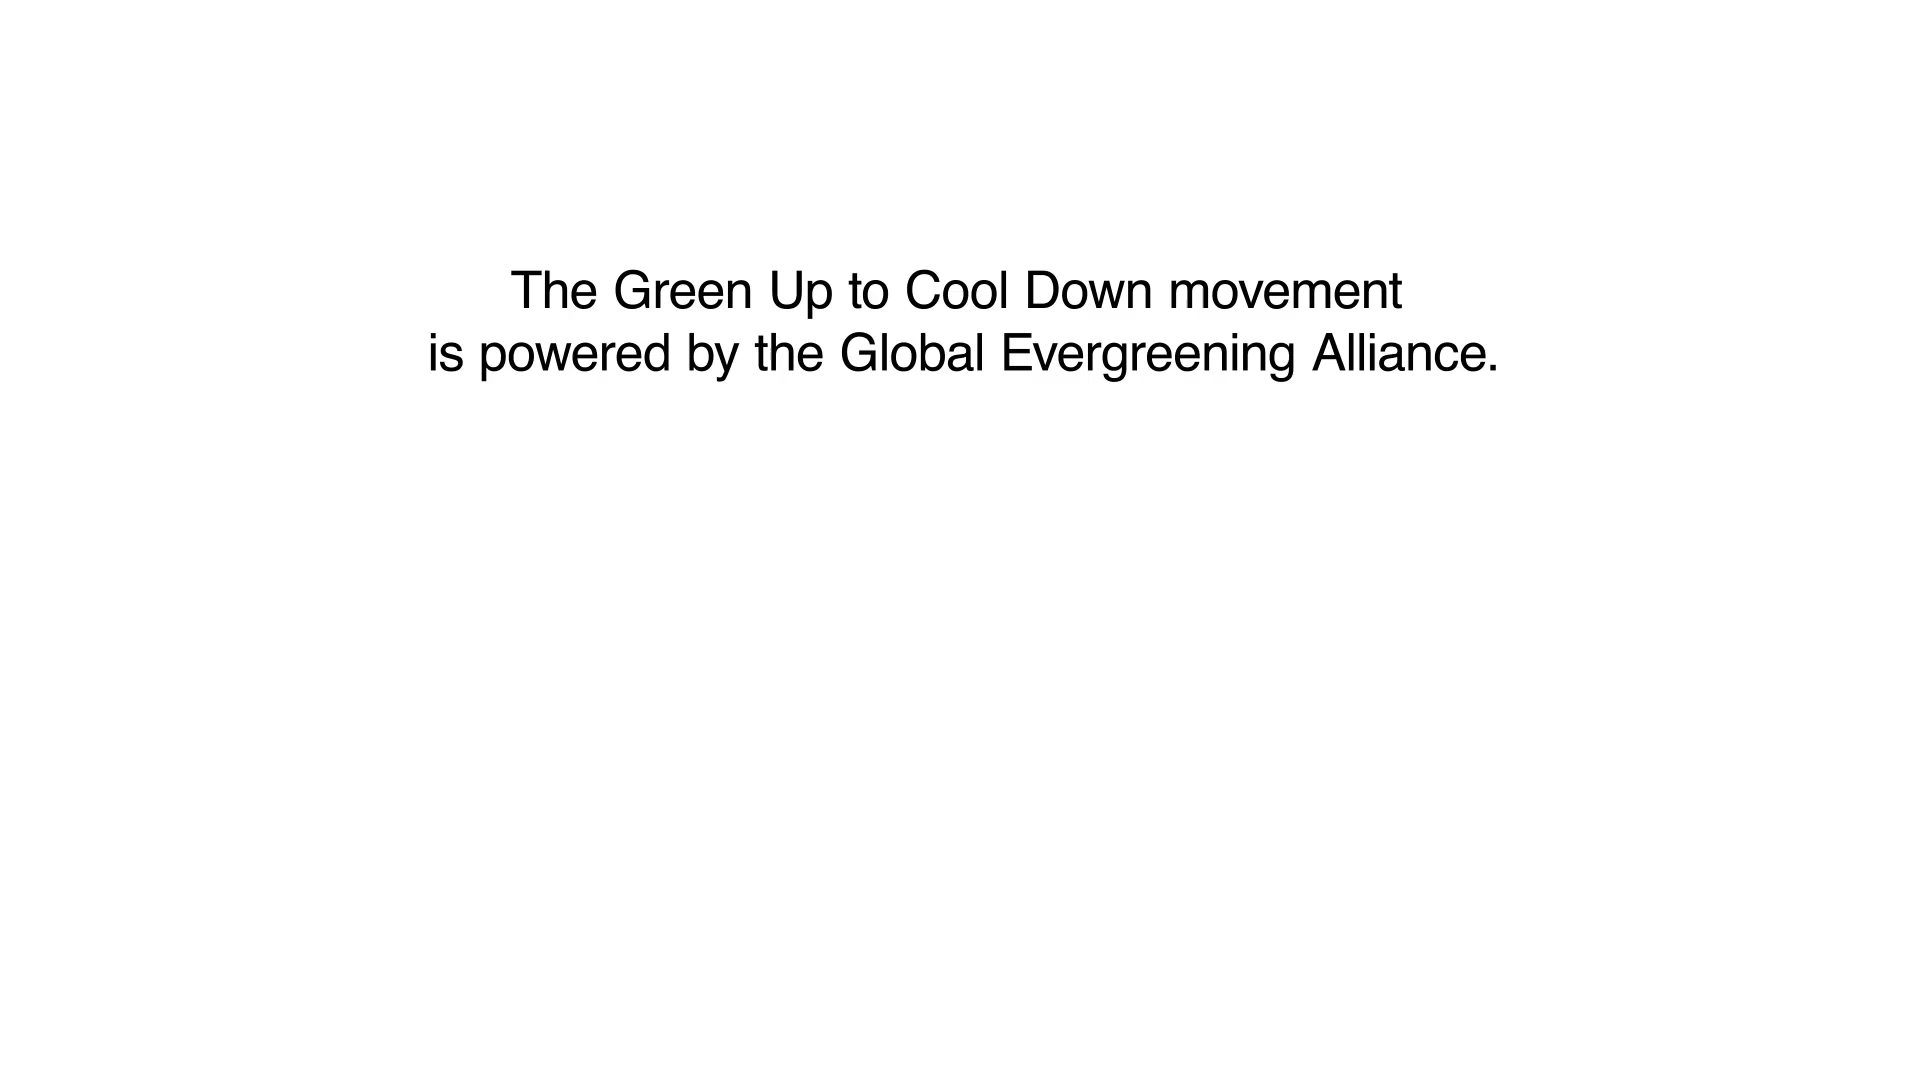 The Green Up to Cool Down movement
is powered by the Global Evergreening Alliance.